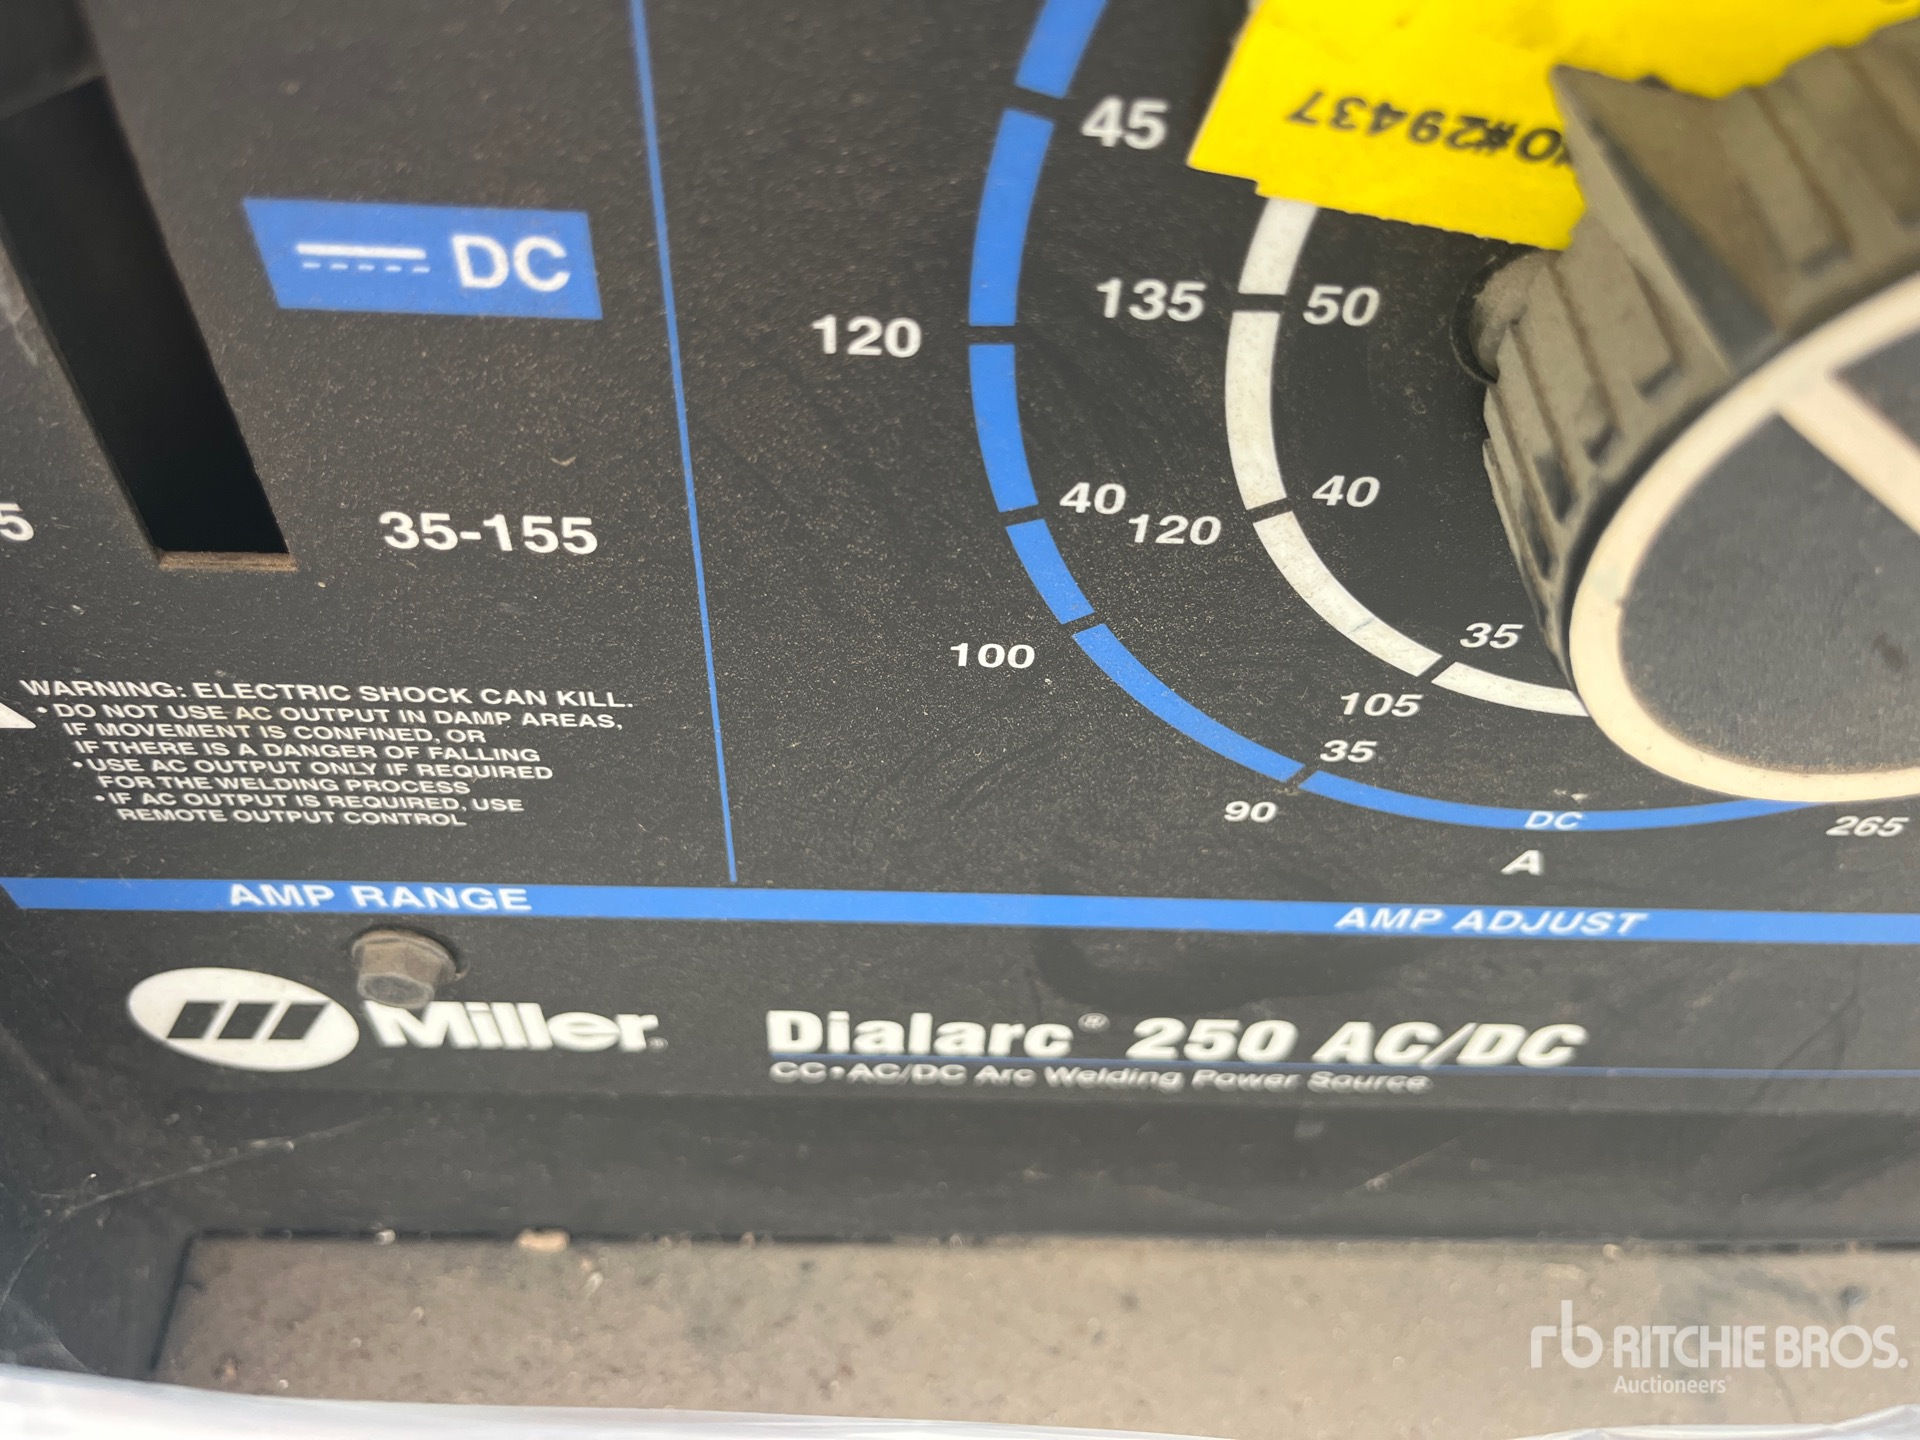 45
WO#29437
DC
135 50
120
40
40
120
5
35-155
35
100
105
35
WARNING: ELECTRIC SHOCK CAN KILL.
• DO NOT USE AC OUTPUT IN DAMP AREAS,
IF MOVEMENT IS CONFINED, OR
IF THERE IS A DANGER OF FALLING
• USE AC OUTPUT ONLY IF REQUIRED
FOR THE WELDING PROCESS
• IF AC OUTPUT IS REQUIRED, USE
REMOTE OUTPUT CONTROL
90
DC
265
A
AMP RANGE
AMP ADJUST
Miller®
Dialarc® 250 AC/DC
CC • AC/DC Arc Welding Power Source
rb RITCHIE BROS.
Auctioneers